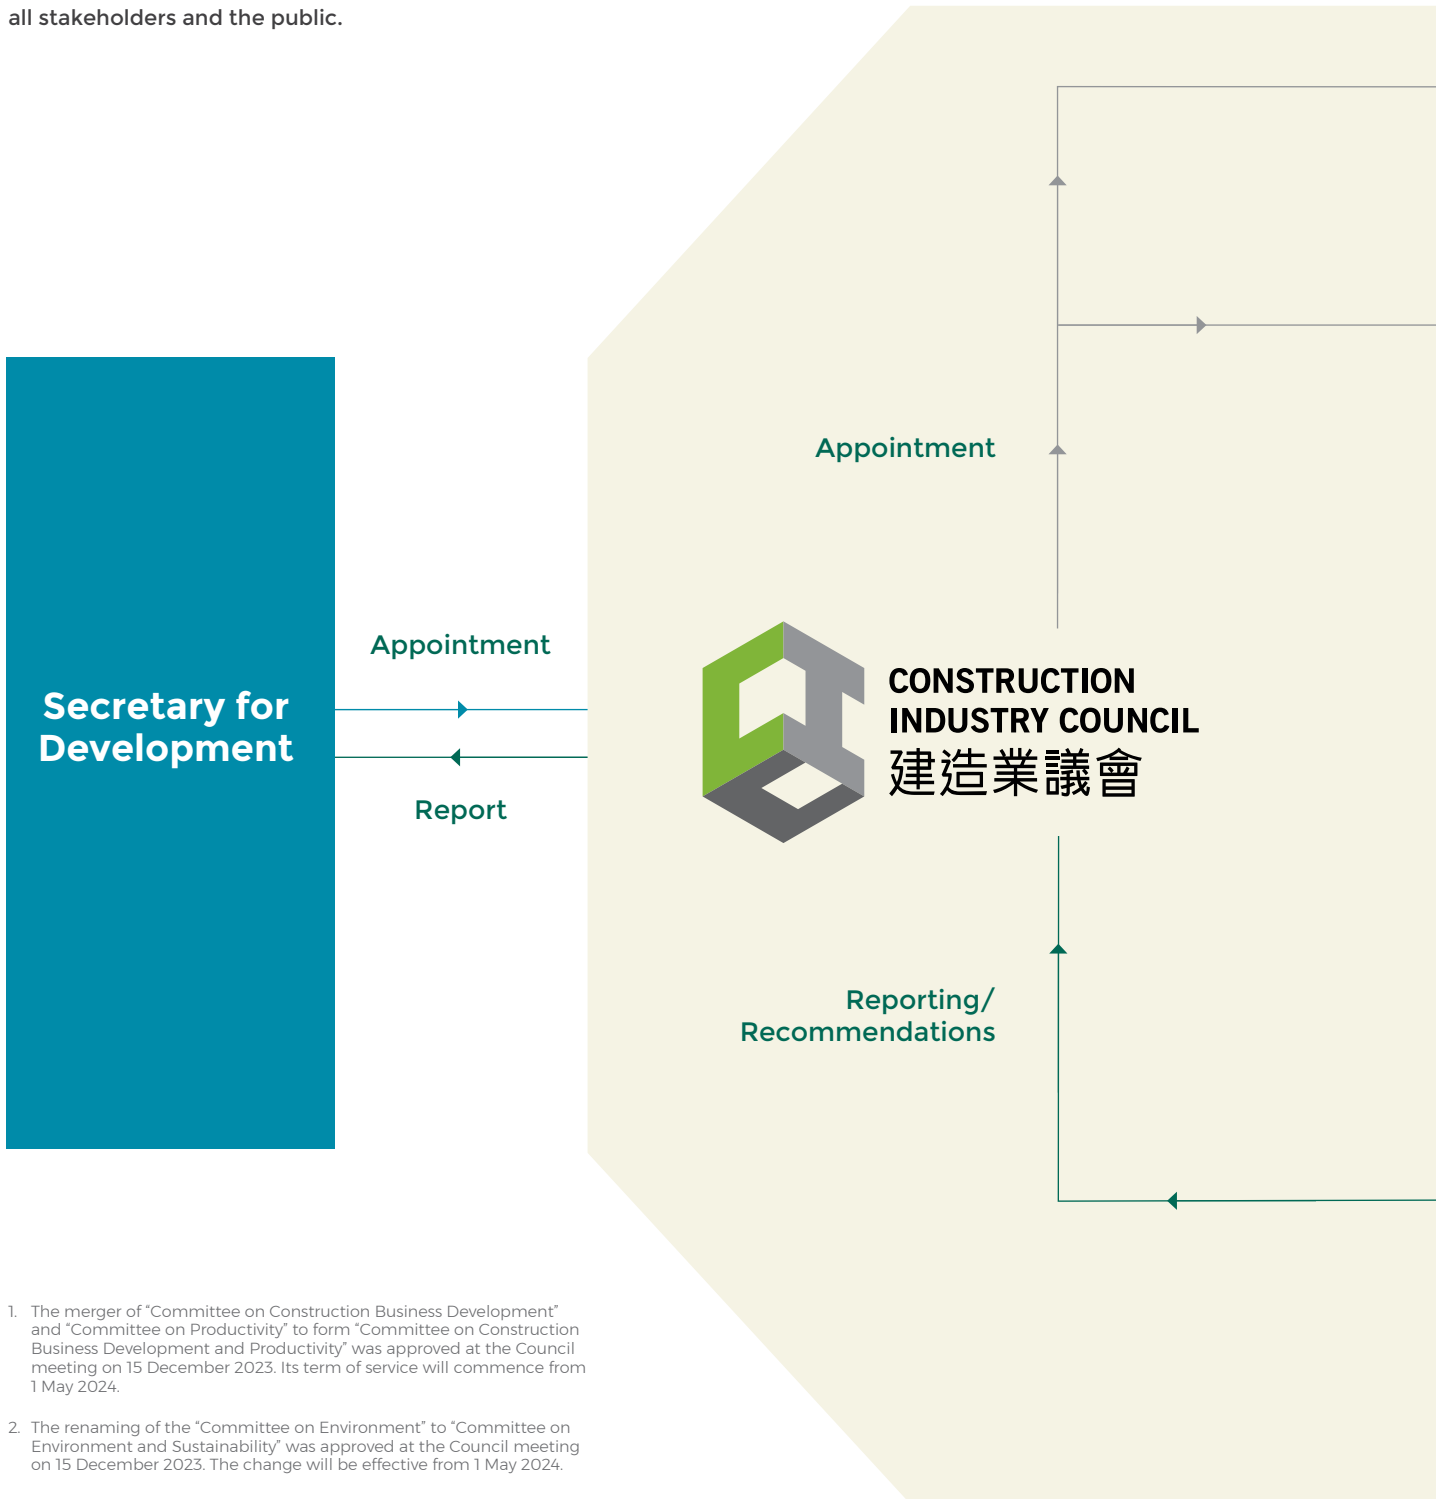 all stakeholders and the public.
Appointment
Appointment
Secretary for
Development
Report
CONSTRUCTION
INDUSTRY COUNCIL
建造業議會
Reporting/
Recommendations
1. The merger of “Committee on Construction Business Development”
and “Committee on Productivity” to form “Committee on Construction
Business Development and Productivity” was approved at the Council
meeting on 15 December 2023. Its term of service will commence from
1 May 2024.
2. The renaming of the “Committee on Environment” to “Committee on
Environment and Sustainability” was approved at the Council meeting
on 15 December 2023. The change will be effective from 1 May 2024.